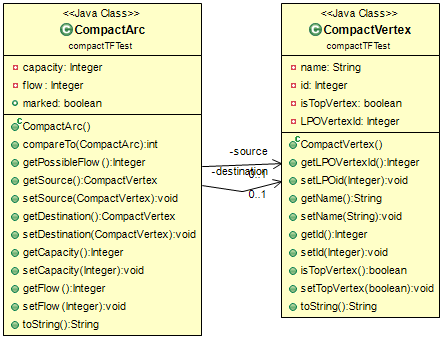 <<Java Class>>
CompactArc
compactTFTest
capacity: Integer
flow : Integer
marked: boolean
CompactArc()
compareTo(CompactArc):int
getPossibleFlow ():Integer
getSource():CompactVertex
setSource(CompactVertex):void
getDestination():CompactVertex
setDestination(CompactVertex):void
getCapacity():Integer
setCapacity(Integer):void
getFlow ():Integer
setFlow (Integer):void
toString():String
-source
0..1
-destination
0..1
<<Java Class>>
CompactVertex
compactTFTest
name: String
id: Integer
isTopVertex: boolean
LPOVertexId: Integer
CompactVertex()
getLPOVertexId():Integer
setLPOid(Integer):void
getName():String
setName(String):void
getId():Integer
setId(Integer):void
isTopVertex():boolean
setTopVertex(boolean):void
toString():String